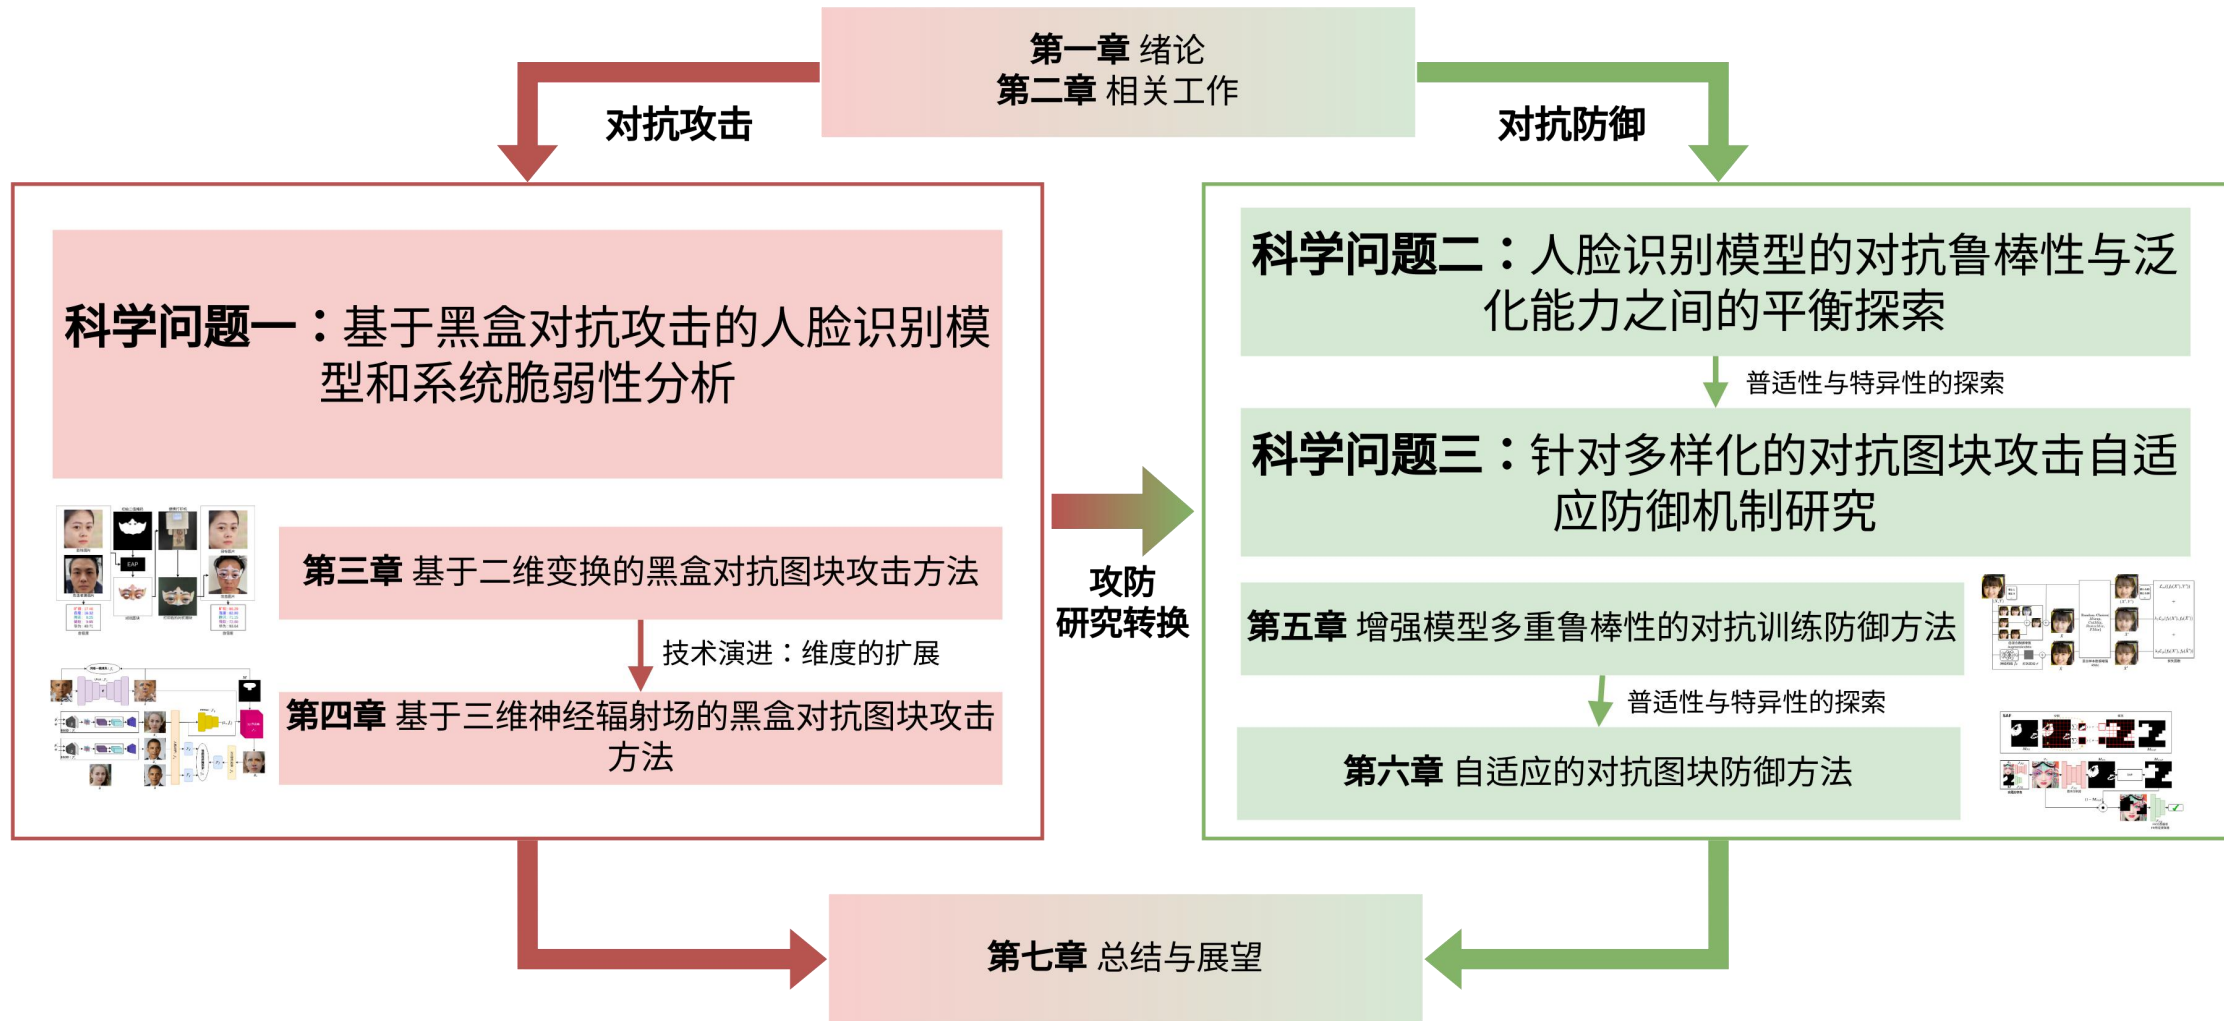 第一章 绪论
第二章 相关工作
对抗攻击
对抗防御
科学问题一：基于黑盒对抗攻击的人脸识别模
型和系统脆弱性分析
EAP
第三章 基于二维变换的黑盒对抗图块攻击方法
技术演进：维度的扩展
第四章 基于三维神经辐射场的黑盒对抗图块攻击
方法
攻防
研究转换
科学问题二：人脸识别模型的对抗鲁棒性与泛
化能力之间的平衡探索
普适性与特异性的探索
科学问题三：针对多样化的对抗图块攻击自适
应防御机制研究
第五章 增强模型多重鲁棒性的对抗训练防御方法
普适性与特异性的探索
第六章 自适应的对抗图块防御方法
第七章 总结与展望